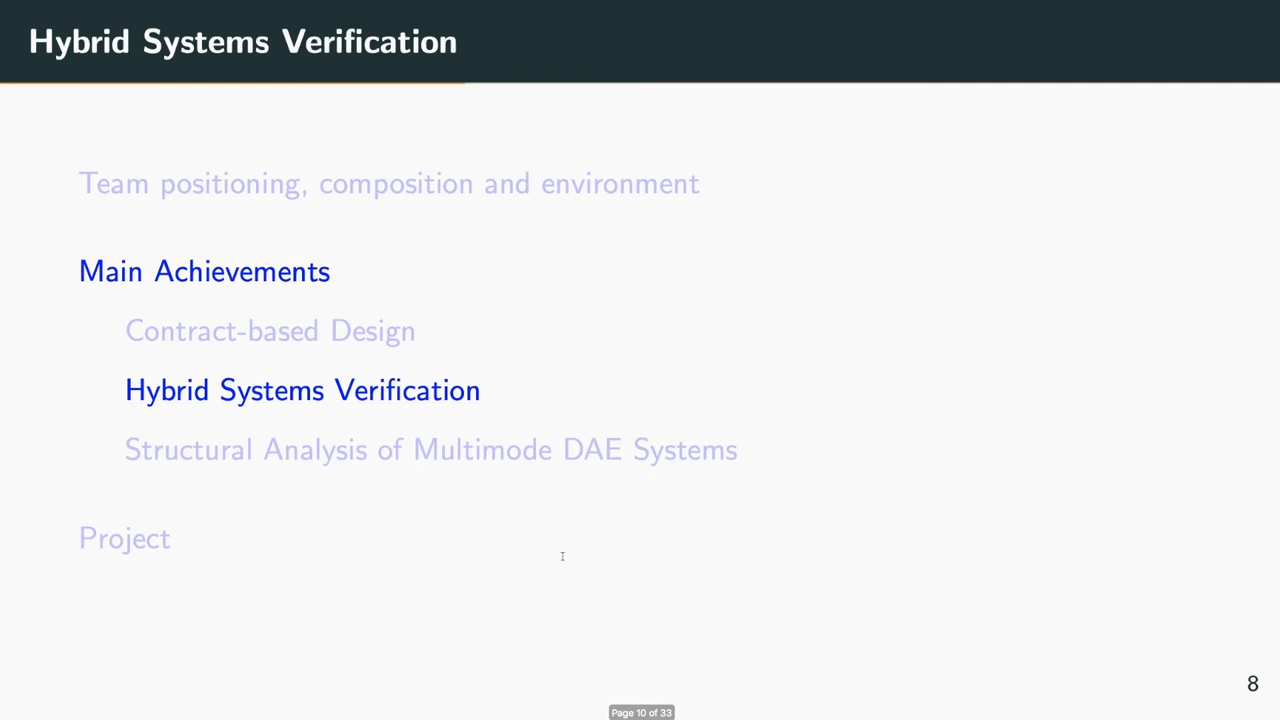 Hybrid Systems Verification
Team positioning, composition and environment
Main Achievements
Contract-based Design
Hybrid Systems Verification
Structural Analysis of Multimode DAE Systems
Project
8
Page 10 of 33